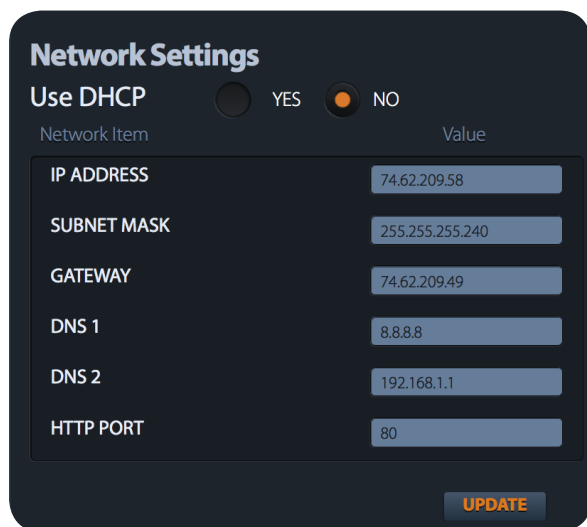 Network Settings
Use DHCP YES NO
Network Item Value
IP ADDRESS 74.62.209.58
SUBNET MASK 255.255.255.240
GATEWAY 74.62.209.49
DNS 1 8.8.8.8
DNS 2 192.168.1.1
HTTP PORT 80
UPDATE